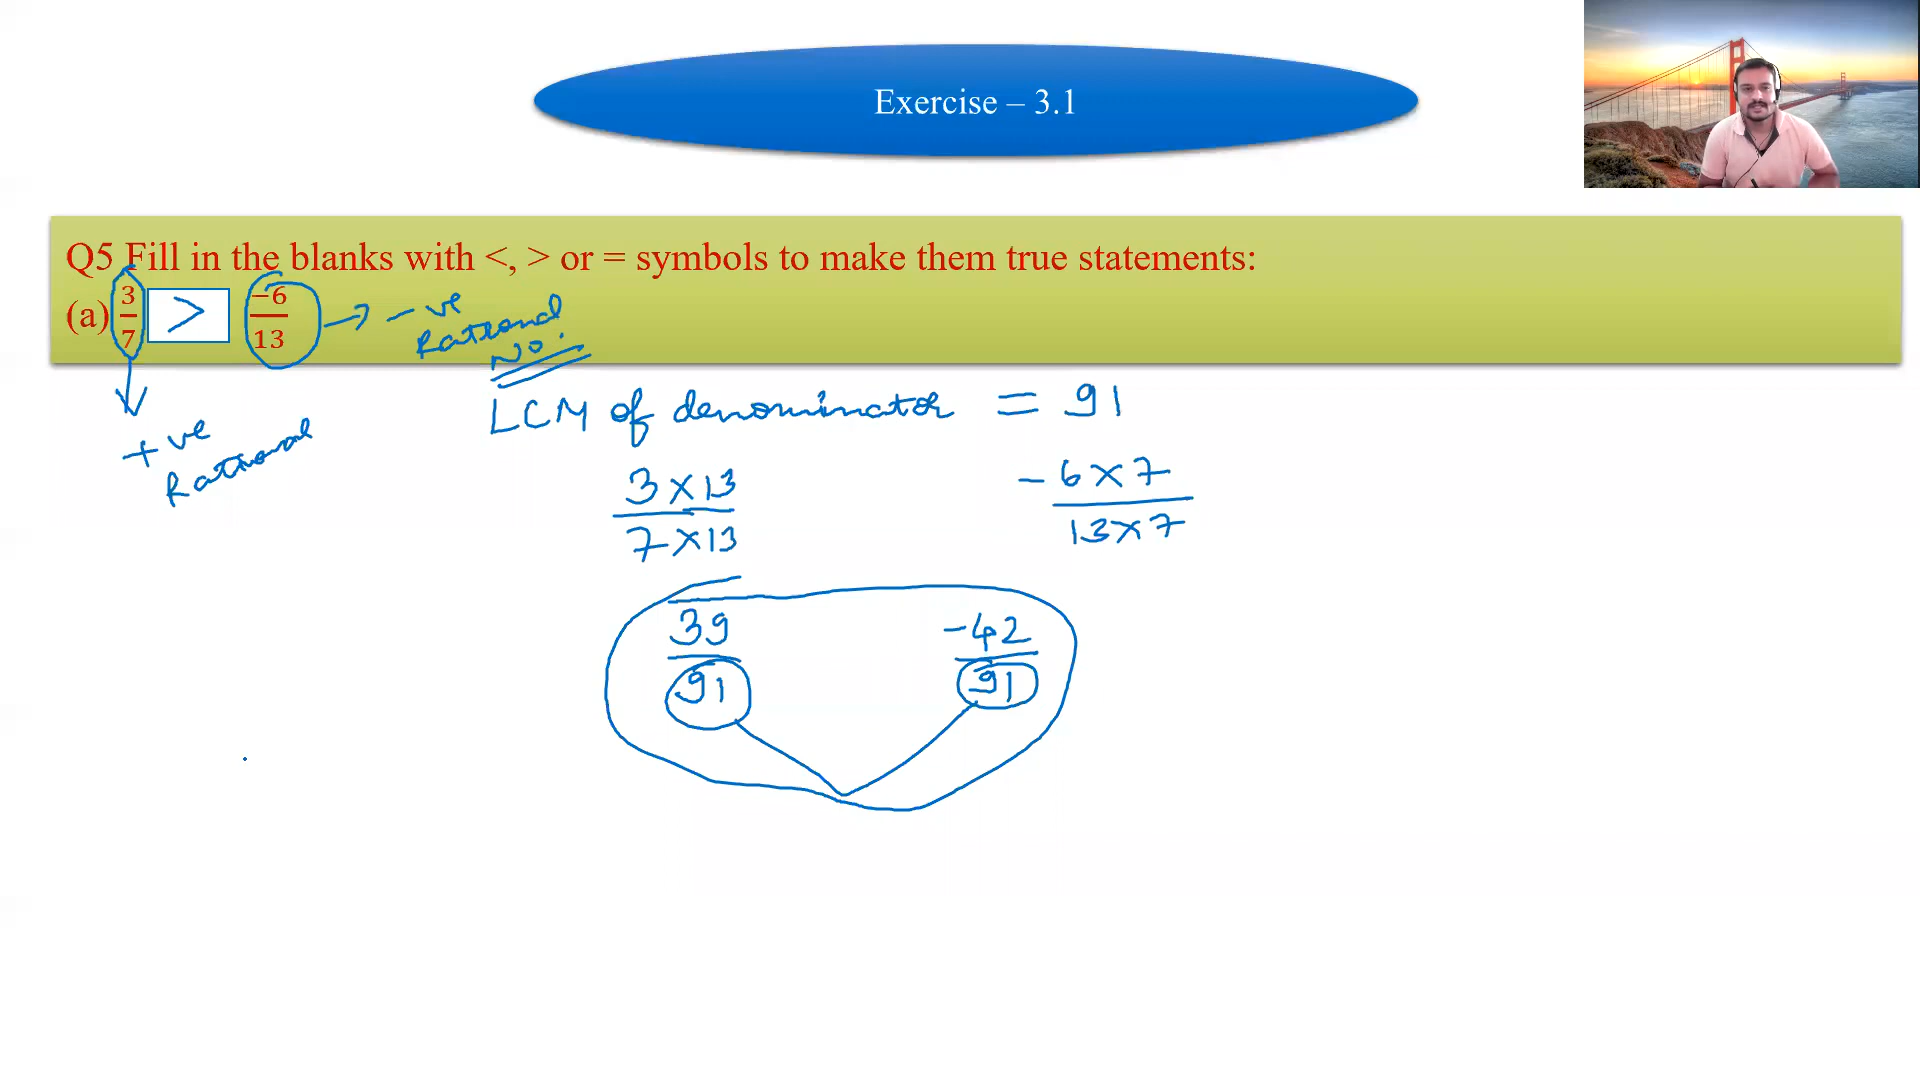 Exercise – 3.1
Q5 Fill in the blanks with <, > or = symbols to make them true statements:
(a) 3/7 > −6/13 → −ve
Rational
No.
+ve
Rational
LCM of denominator = 91
3×13 −6×7
7×13 13×7
39 −42
91 91